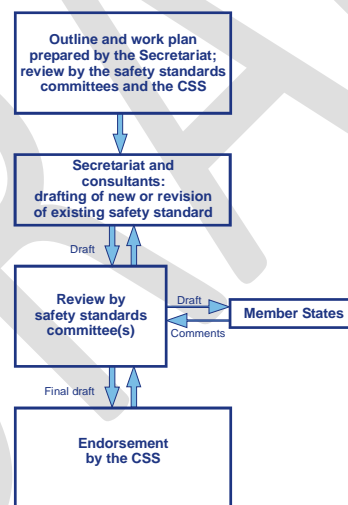 Outline and work plan
prepared by the Secretariat;
review by the safety standards
committees and the CSS
Secretariat and
consultants:
drafting of new or revision
of existing safety standard
Draft
Review by
safety standards
committee(s)
Draft
Member States
Comments
Final draft
Endorsement
by the CSS